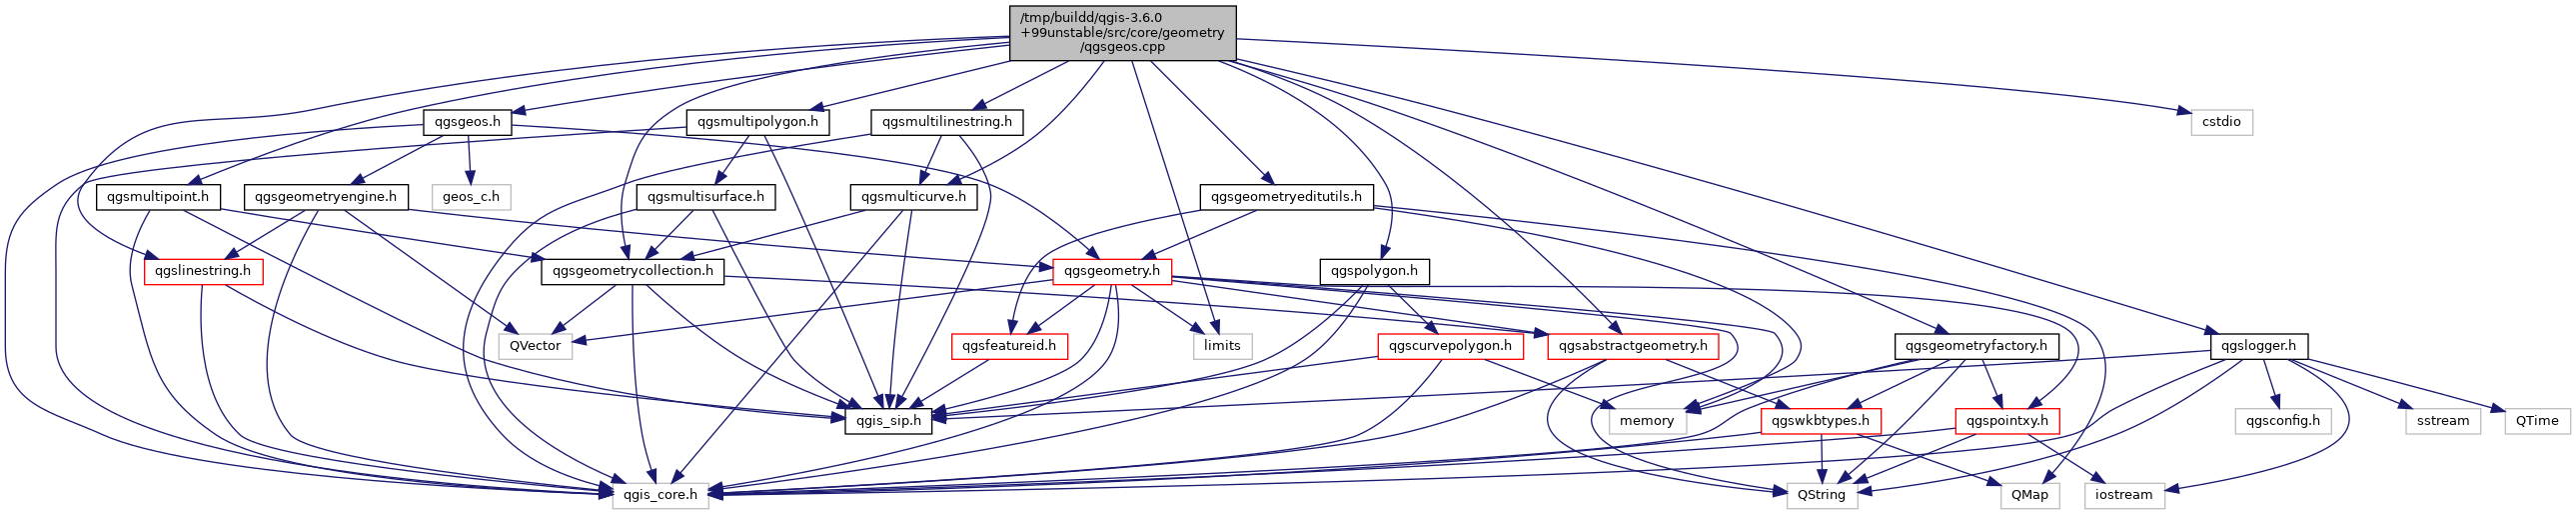 /tmp/buildd/qgis-3.6.0
+99unstable/src/core/geometry
/qgsgeos.cpp
qgsgeos.h
qgsmultipolygon.h
qgsmultilinestring.h
cstdio
qgsmultipoint.h
qgsgeometryengine.h
geos_c.h
qgsmultisurface.h
qgsmulticurve.h
qgsgeometryeditutils.h
qgslinestring.h
qgsgeometrycollection.h
qgsgeometry.h
qgspolygon.h
QVector
qgsfeatureid.h
limits
qgscurvepolygon.h
qgsabstractgeometry.h
qgsgeometryfactory.h
qgslogger.h
qgis_sip.h
memory
qgswkbtypes.h
qgspointxy.h
qgsconfig.h
sstream
QTime
qgis_core.h
QString
QMap
iostream